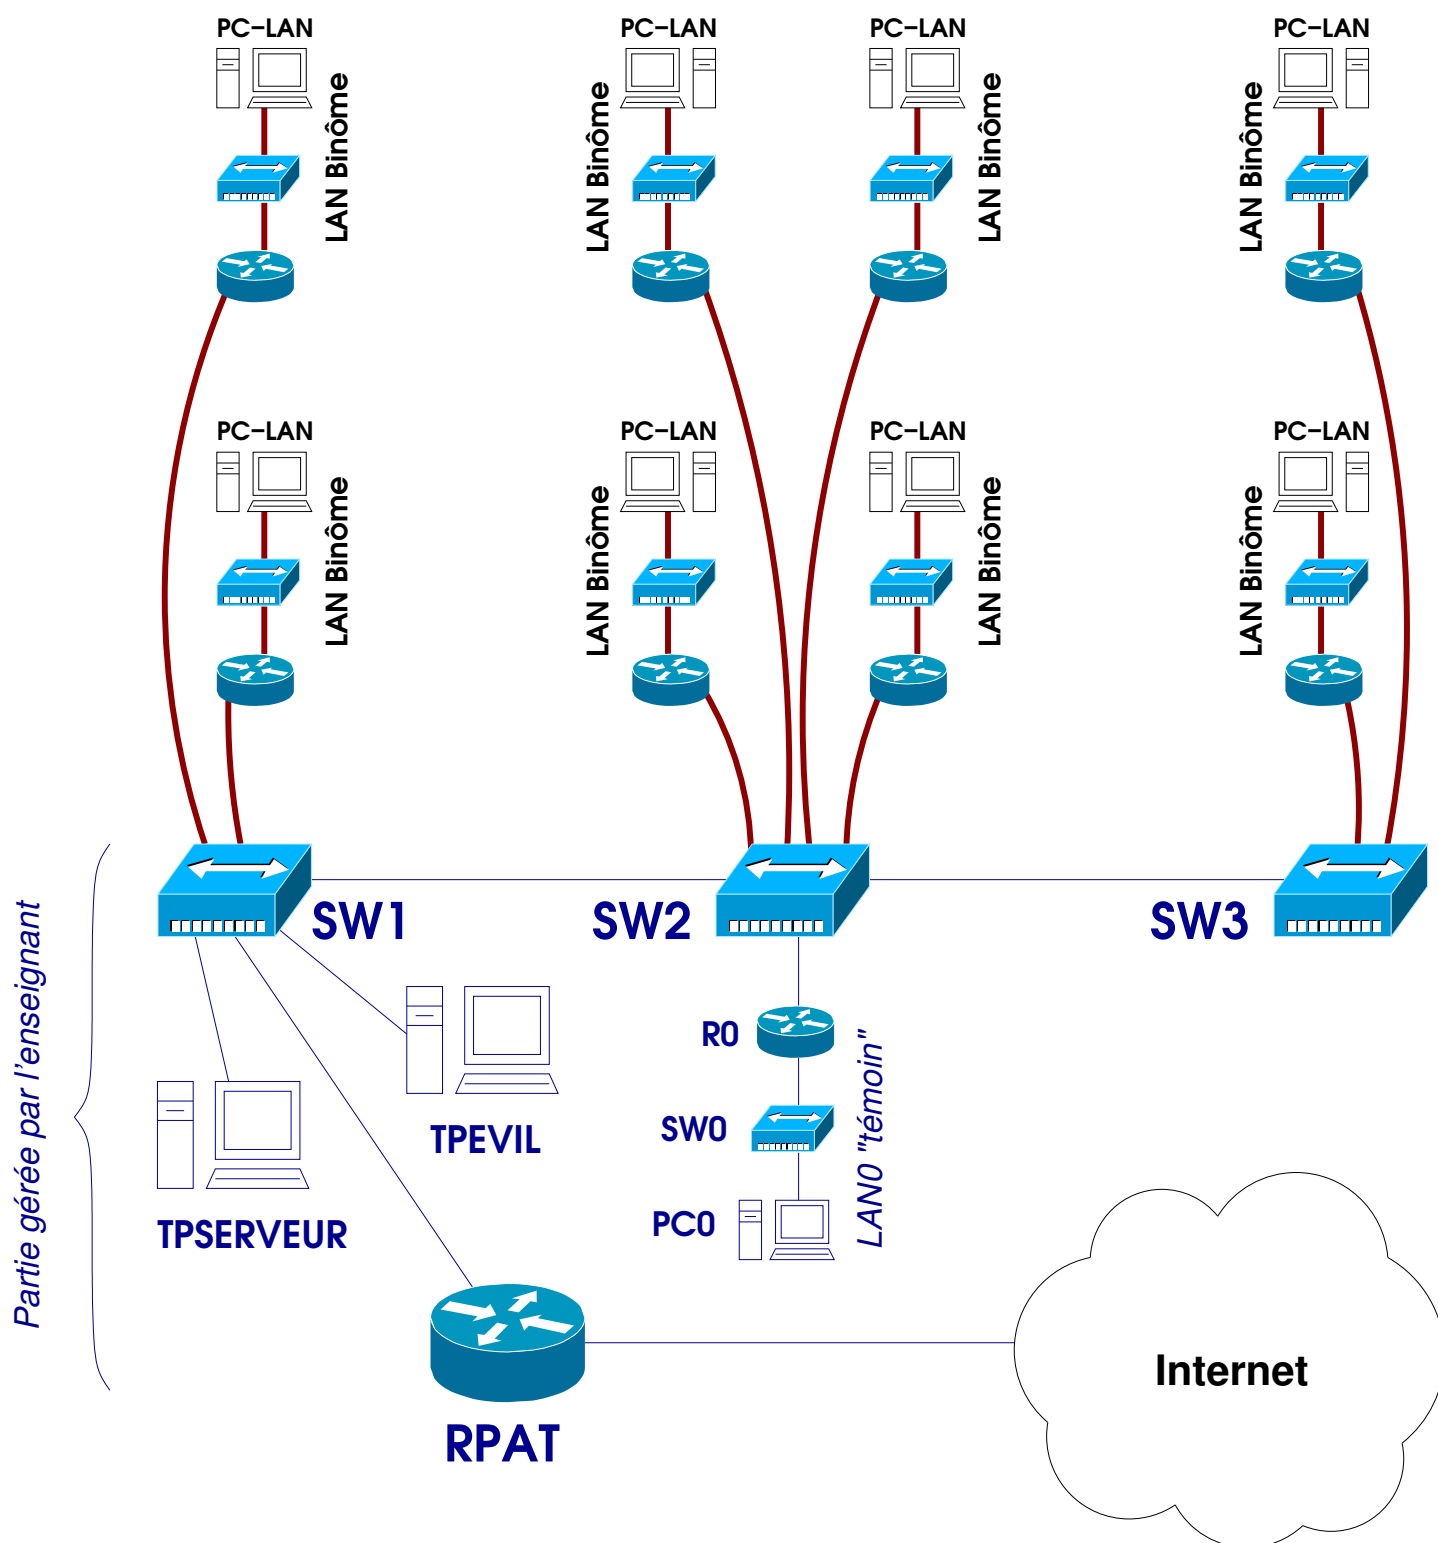 PC-LAN
PC-LAN
PC-LAN
PC-LAN
LAN Binôme
LAN Binôme
LAN Binôme
LAN Binôme
PC-LAN
PC-LAN
PC-LAN
PC-LAN
LAN Binôme
LAN Binôme
LAN Binôme
LAN Binôme
SW1
SW2
SW3
Partie gérée par l'enseignant
R0
LAN0 "témoin"
SW0
TPEVIL
PC0
TPSERVEUR
Internet
RPAT